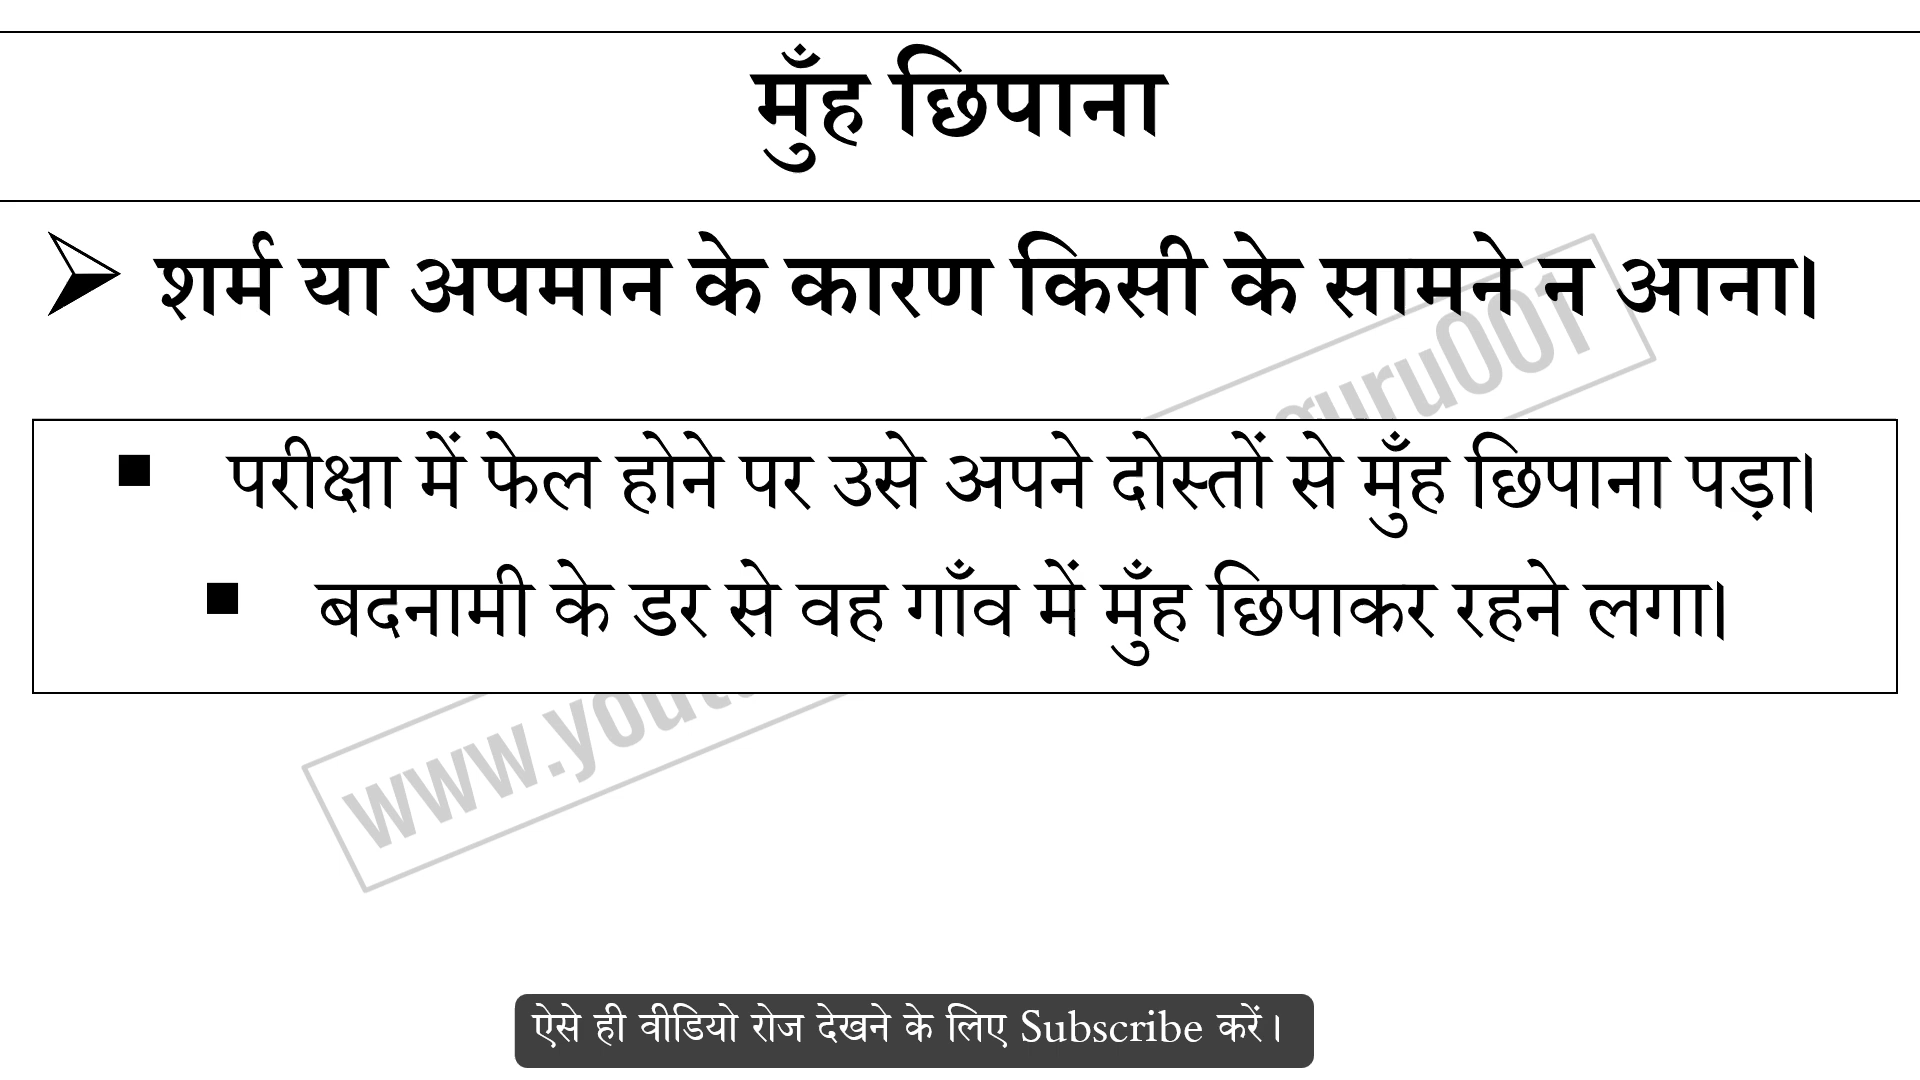 मुँह छिपाना
शर्म या अपमान के कारण किसी के सामने न आना।
परीक्षा में फेल होने पर उसे अपने दोस्तों से मुँह छिपाना पड़ा।
बदनामी के डर से वह गाँव में मुँह छिपाकर रहने लगा।
ऐसे ही वीडियो रोज देखने के लिए Subscribe करें।